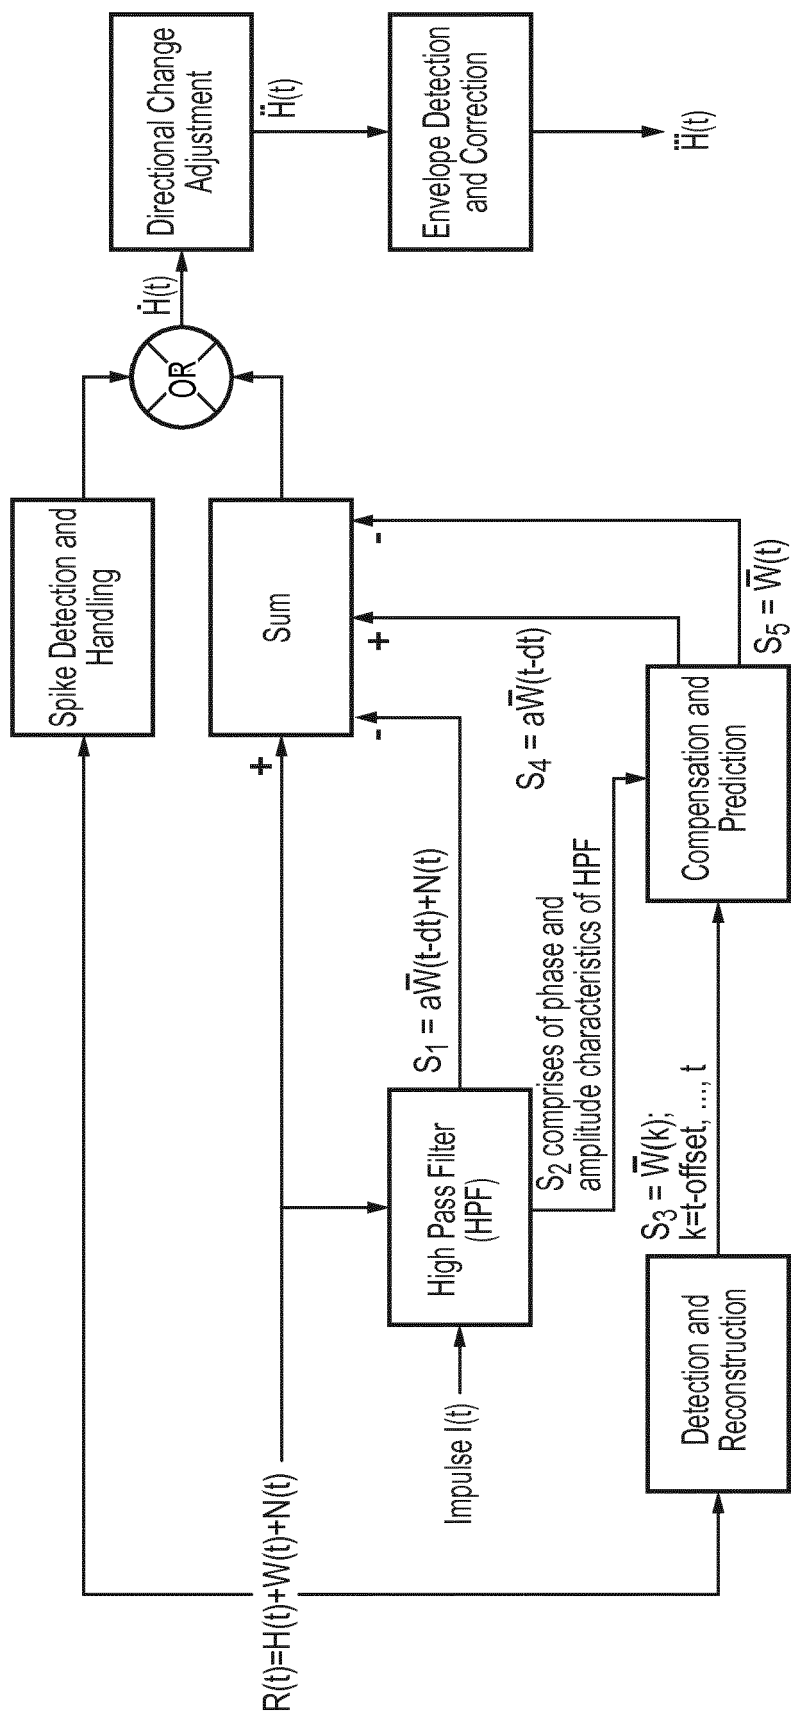 R(t)=H(t)+W(t)+N(t)
Impulse I(t)
High Pass Filter
(HPF)
Detection and
Reconstruction
S3 = W̅(k);
k=t-offset, ..., t
S1 = aW̅(t-dt)+N(t)
S2 comprises of phase and
amplitude characteristics of HPF
Compensation and
Prediction
S4 = aW̅(t-dt)
S5 = W̅(t)
Spike Detection and
Handling
Sum
+
-
+
-
OR
Ḣ(t)
Directional Change
Adjustment
Ḧ(t)
Envelope Detection
and Correction
H⃛(t)